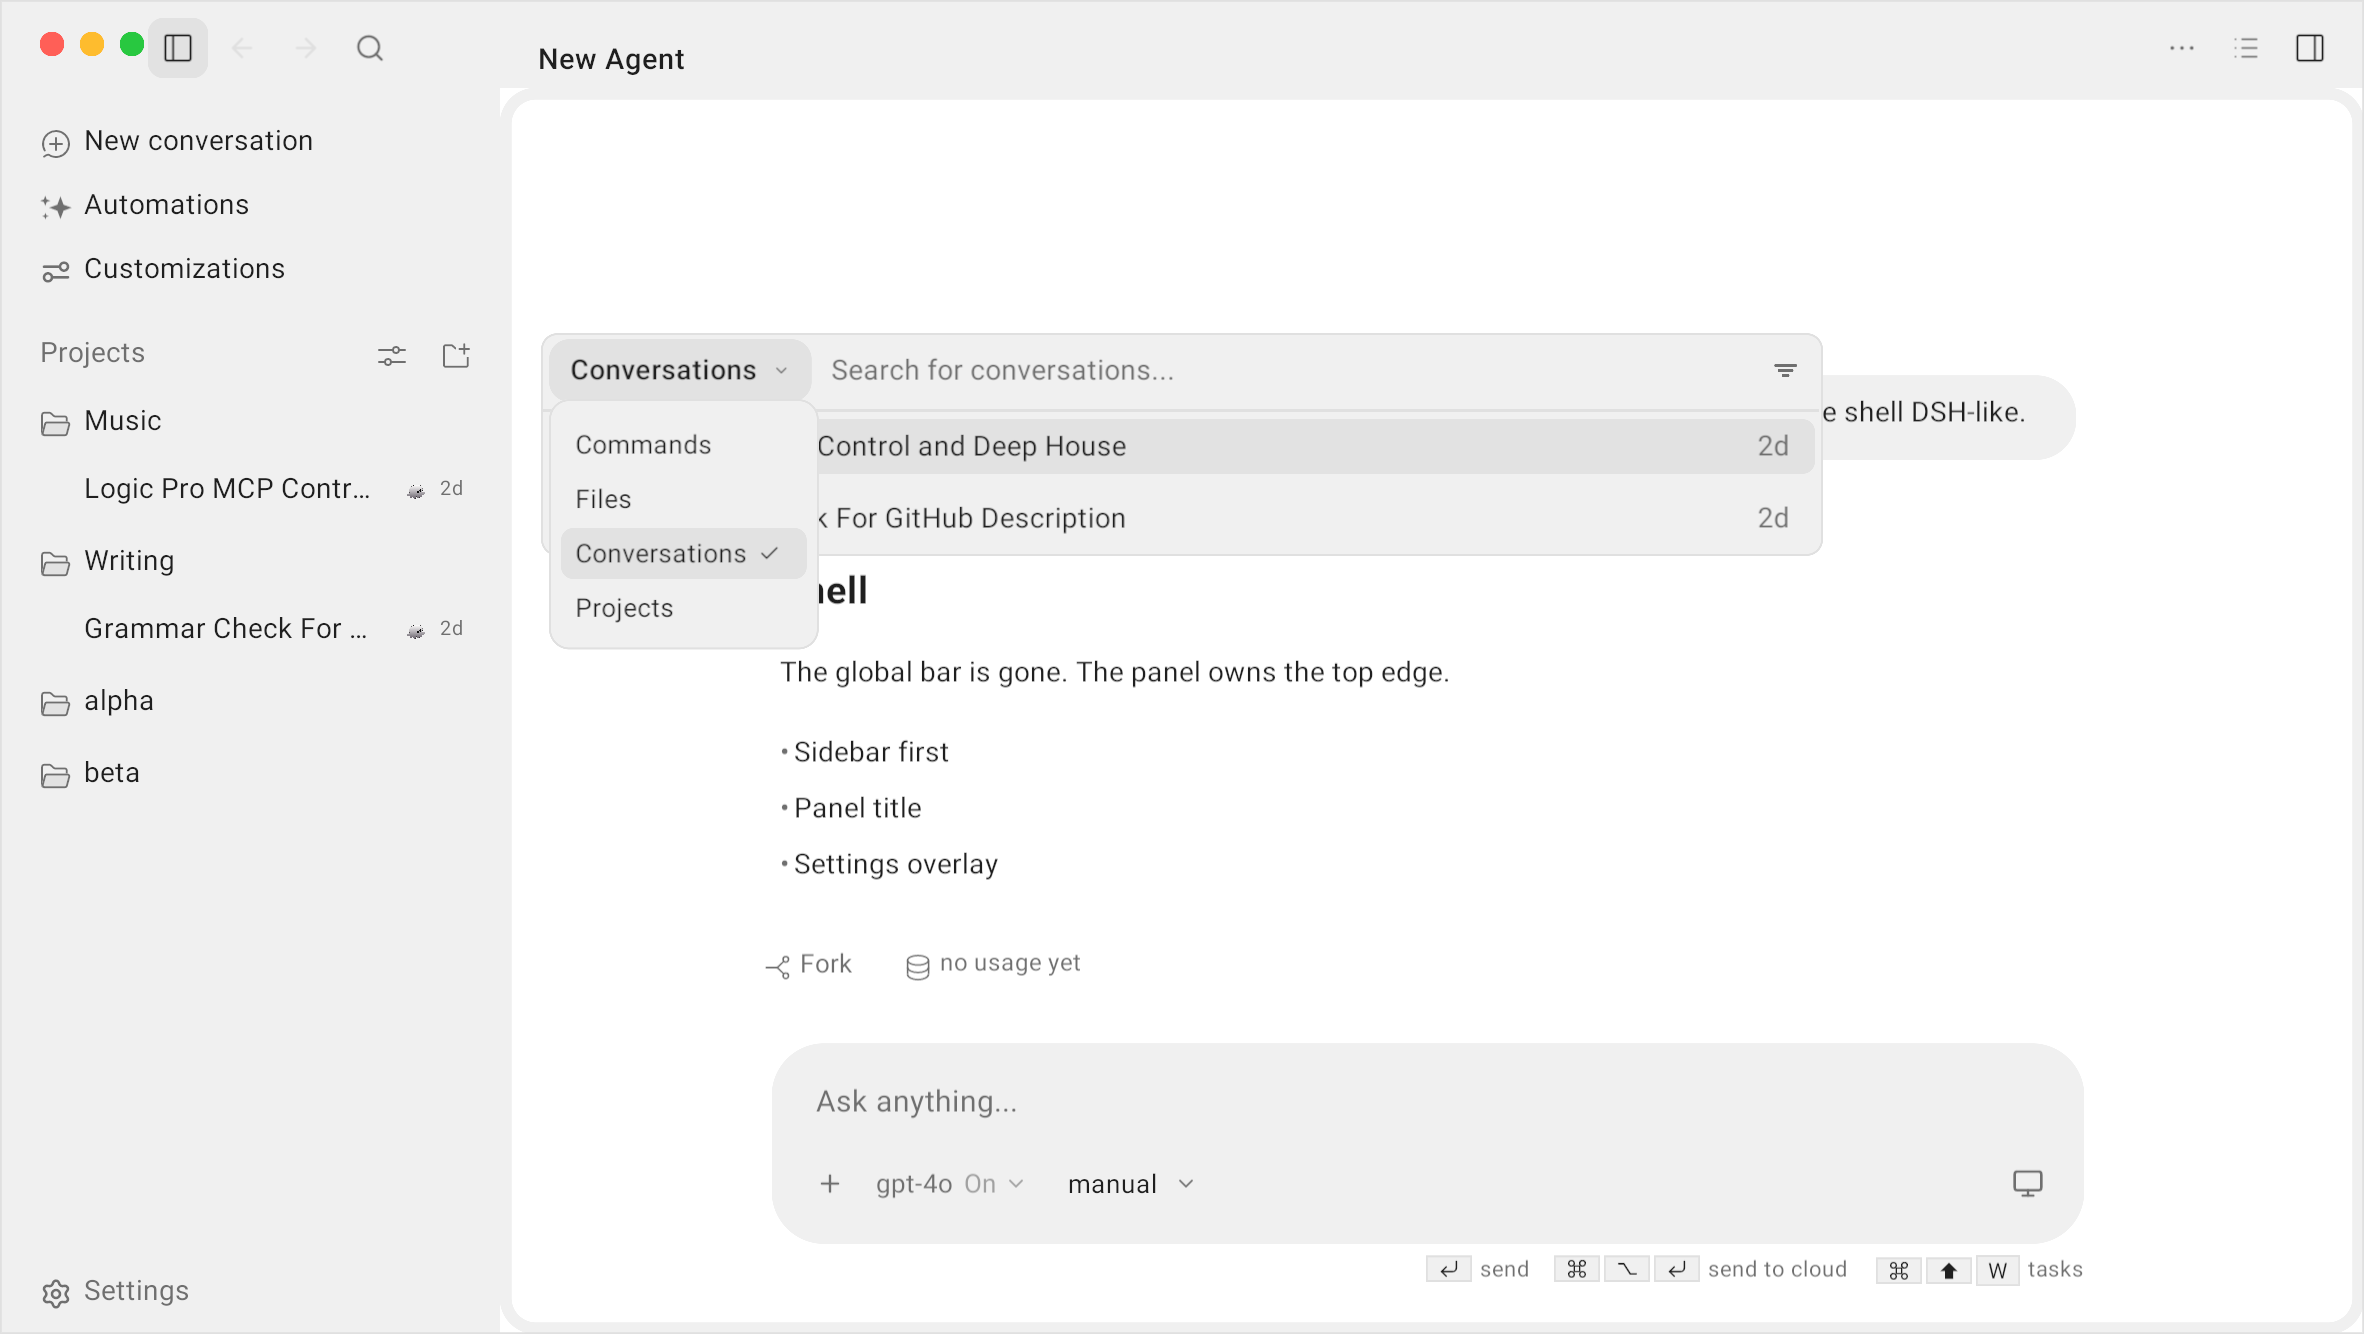 New Agent
New conversation
Automations
Customizations
Projects
Music
Logic Pro MCP Contr... 2d
Writing
Grammar Check For ... 2d
alpha
beta
Settings
Conversations Search for conversations...
Commands
Files
Conversations
Projects
Control and Deep House 2d
k For GitHub Description 2d
e shell DSH-like.
ell
The global bar is gone. The panel owns the top edge.
• Sidebar first
• Panel title
• Settings overlay
Fork no usage yet
Ask anything...
gpt-4o On manual
send ⌘ ⌥ send to cloud ⌘ W tasks